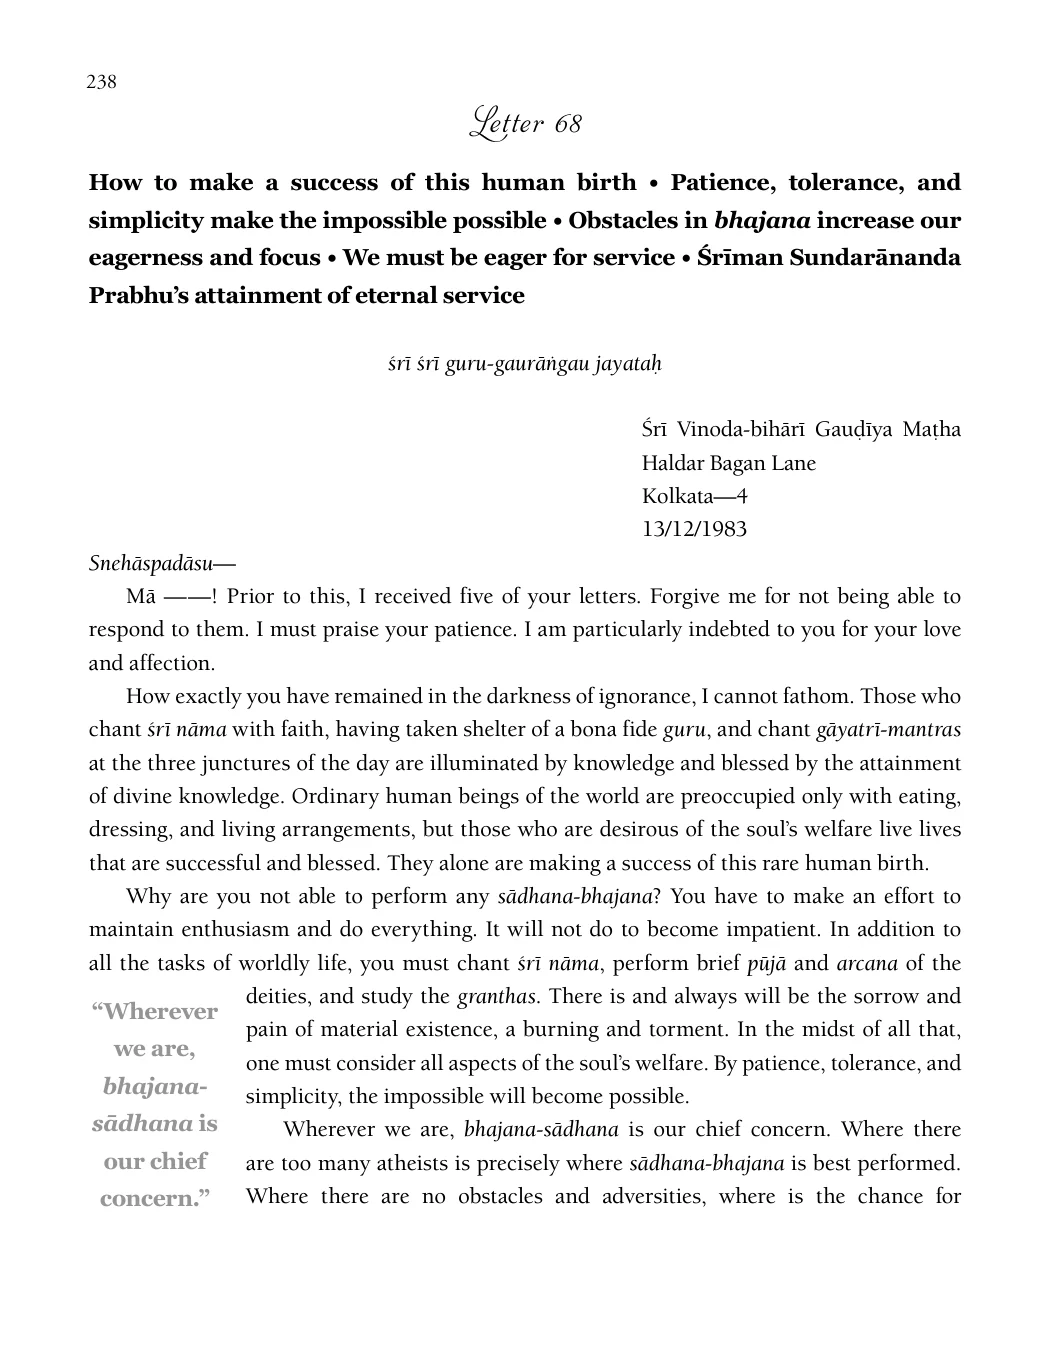 238
Letter 68
How to make a success of this human birth • Patience, tolerance, and
simplicity make the impossible possible • Obstacles in bhajana increase our
eagerness and focus • We must be eager for service • Śrīman Sundarānanda
Prabhu’s attainment of eternal service
śrī śrī guru-gaurāṅgau jayataḥ
Śrī Vinoda-bihārī Gauḍīya Maṭha
Haldar Bagan Lane
Kolkata—4
13/12/1983
Snehāspadāsu—
Mā ——! Prior to this, I received five of your letters. Forgive me for not being able to
respond to them. I must praise your patience. I am particularly indebted to you for your love
and affection.
How exactly you have remained in the darkness of ignorance, I cannot fathom. Those who
chant śrī nāma with faith, having taken shelter of a bona fide guru, and chant gāyatrī-mantras
at the three junctures of the day are illuminated by knowledge and blessed by the attainment
of divine knowledge. Ordinary human beings of the world are preoccupied only with eating,
dressing, and living arrangements, but those who are desirous of the soul’s welfare live lives
that are successful and blessed. They alone are making a success of this rare human birth.
Why are you not able to perform any sādhana-bhajana? You have to make an effort to
maintain enthusiasm and do everything. It will not do to become impatient. In addition to
all the tasks of worldly life, you must chant śrī nāma, perform brief pūjā and arcana of the
deities, and study the granthas. There is and always will be the sorrow and
pain of material existence, a burning and torment. In the midst of all that,
one must consider all aspects of the soul’s welfare. By patience, tolerance, and
simplicity, the impossible will become possible.
Wherever we are, bhajana-sādhana is our chief concern. Where there
are too many atheists is precisely where sādhana-bhajana is best performed.
Where there are no obstacles and adversities, where is the chance for
“Wherever
we are,
bhajana-
sādhana is
our chief
concern.”